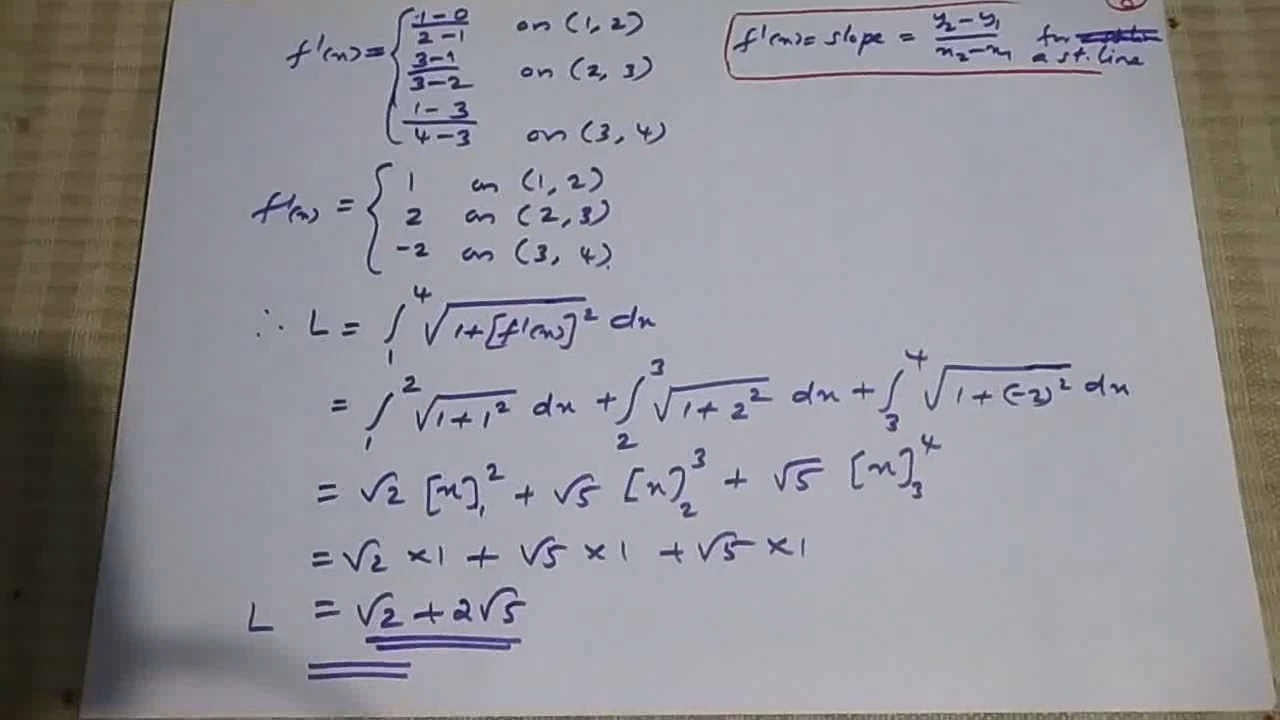 f'(x) = { (1-0)/(2-1) on (1, 2)
(3-1)/(3-2) on (2, 3)
(1-3)/(4-3) on (3, 4)
f'(x) = slope = (y₂ - y₁)/(x₂ - x₁) for
a st. line
f'(x) = { 1 on (1, 2)
2 on (2, 3)
-2 on (3, 4).
∴ L = ∫₁⁴ √(1+[f'(x)]²) dx
= ∫₁² √(1+1²) dx + ∫₂³ √(1+2²) dx + ∫₃⁴ √(1+(-2)²) dx
= √2 [x]₁² + √5 [x]₂³ + √5 [x]₃⁴
= √2 ×1 + √5 ×1 + √5 ×1
L = √2 + 2√5